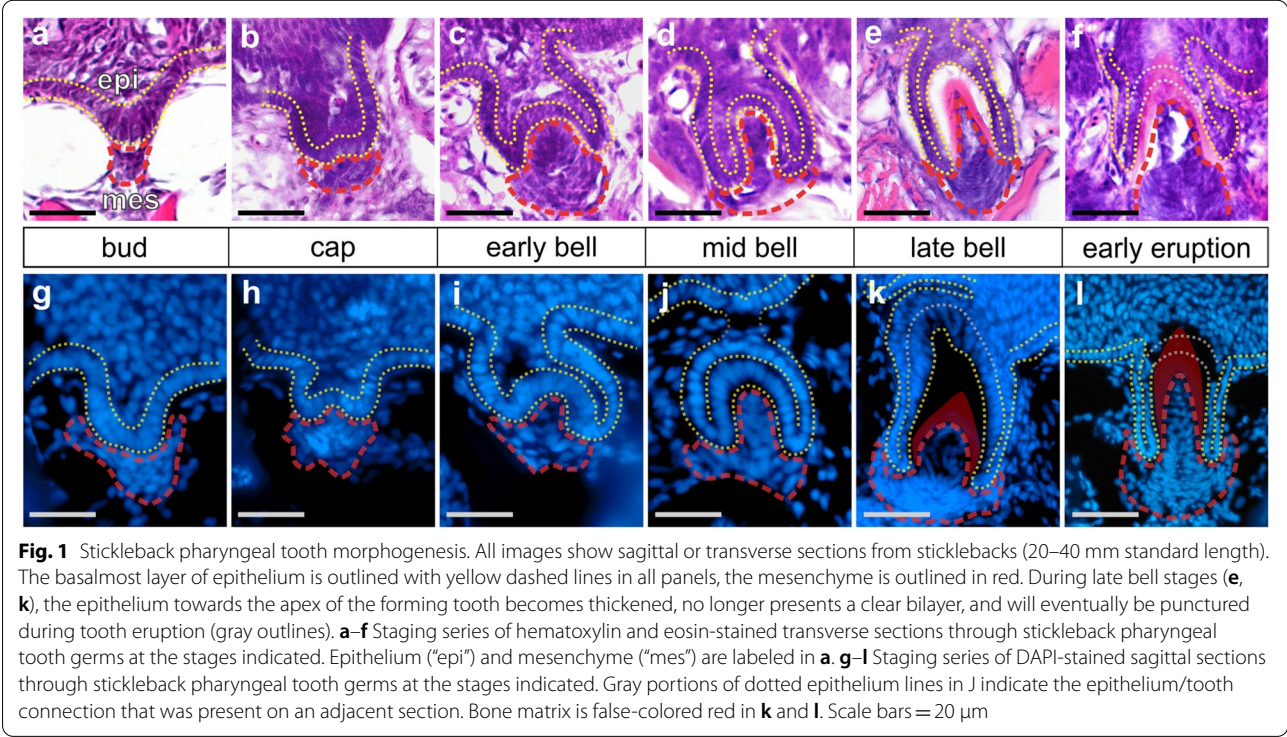 a b c d e f
epi
mes
bud cap early bell mid bell late bell early eruption
g h i j k l
Fig. 1 Stickleback pharyngeal tooth morphogenesis. All images show sagittal or transverse sections from sticklebacks (20–40 mm standard length).
The basalmost layer of epithelium is outlined with yellow dashed lines in all panels, the mesenchyme is outlined in red. During late bell stages (e,
k), the epithelium towards the apex of the forming tooth becomes thickened, no longer presents a clear bilayer, and will eventually be punctured
during tooth eruption (gray outlines). a–f Staging series of hematoxylin and eosin-stained transverse sections through stickleback pharyngeal
tooth germs at the stages indicated. Epithelium (“epi”) and mesenchyme (“mes”) are labeled in a. g–l Staging series of DAPI-stained sagittal sections
through stickleback pharyngeal tooth germs at the stages indicated. Gray portions of dotted epithelium lines in J indicate the epithelium/tooth
connection that was present on an adjacent section. Bone matrix is false-colored red in k and l. Scale bars = 20 μm